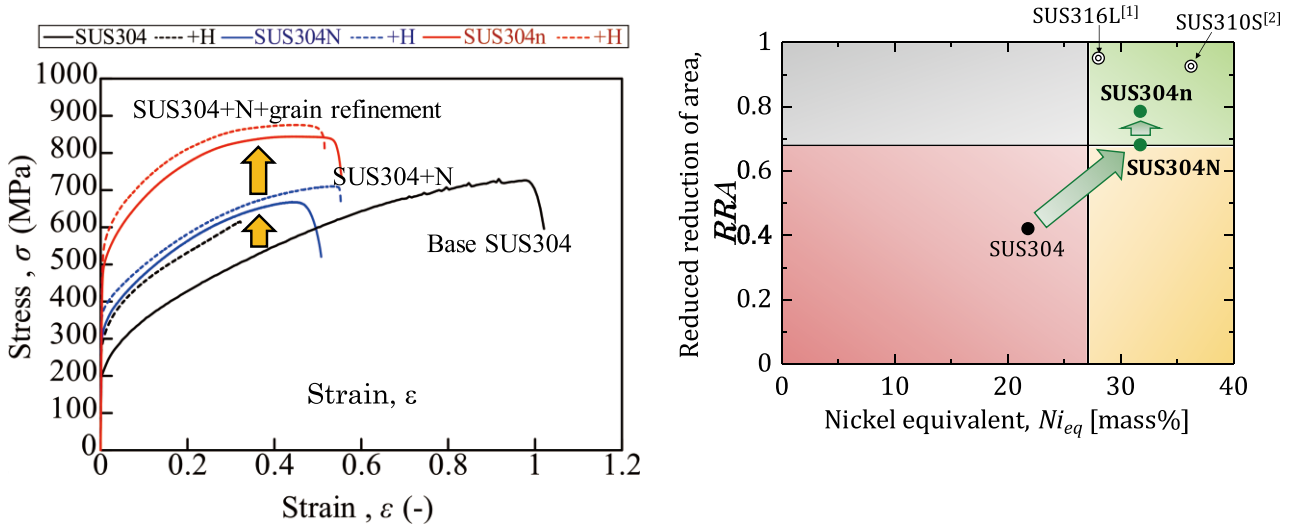 SUS304 +H SUS304N +H SUS304n +H
1000
900
800
700
600
500
400
300
200
100
0
Stress , σ (MPa)
SUS304+N+grain refinement
SUS304+N
Base SUS304
Strain, ε
0 0.2 0.4 0.6 0.8 1 1.2
Strain , ε (-)
SUS316L[1]
SUS310S[2]
Reduced reduction of area,
RRA
1
0.8
0.6
0.4
0.2
0
SUS304n
SUS304N
SUS304
0 10 20 30 40
Nickel equivalent, Nieq [mass%]